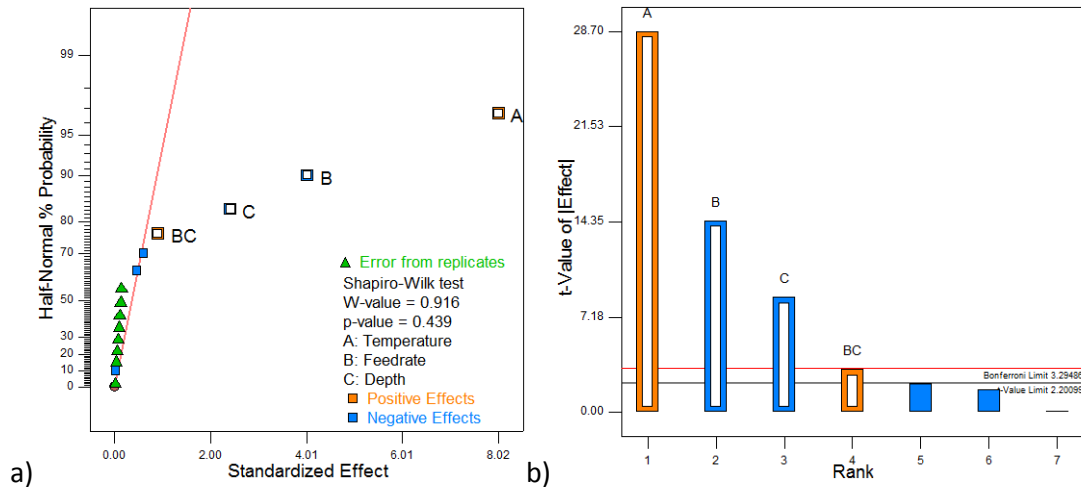 Half-Normal % Probability
99
95
90
80
70
50
30
20
10
0
A
B
C
BC
Error from replicates
Shapiro-Wilk test
W-value = 0.916
p-value = 0.439
A: Temperature
B: Feedrate
C: Depth
Positive Effects
Negative Effects
0.00 2.00 4.01 6.01 8.02
Standardized Effect
a)
t-Value of |Effect|
28.70
21.53
14.35
7.18
0.00
A
B
C
BC
Bonferroni Limit 3.29486
t-Value Limit 2.20099
1 2 3 4 5 6 7
Rank
b)